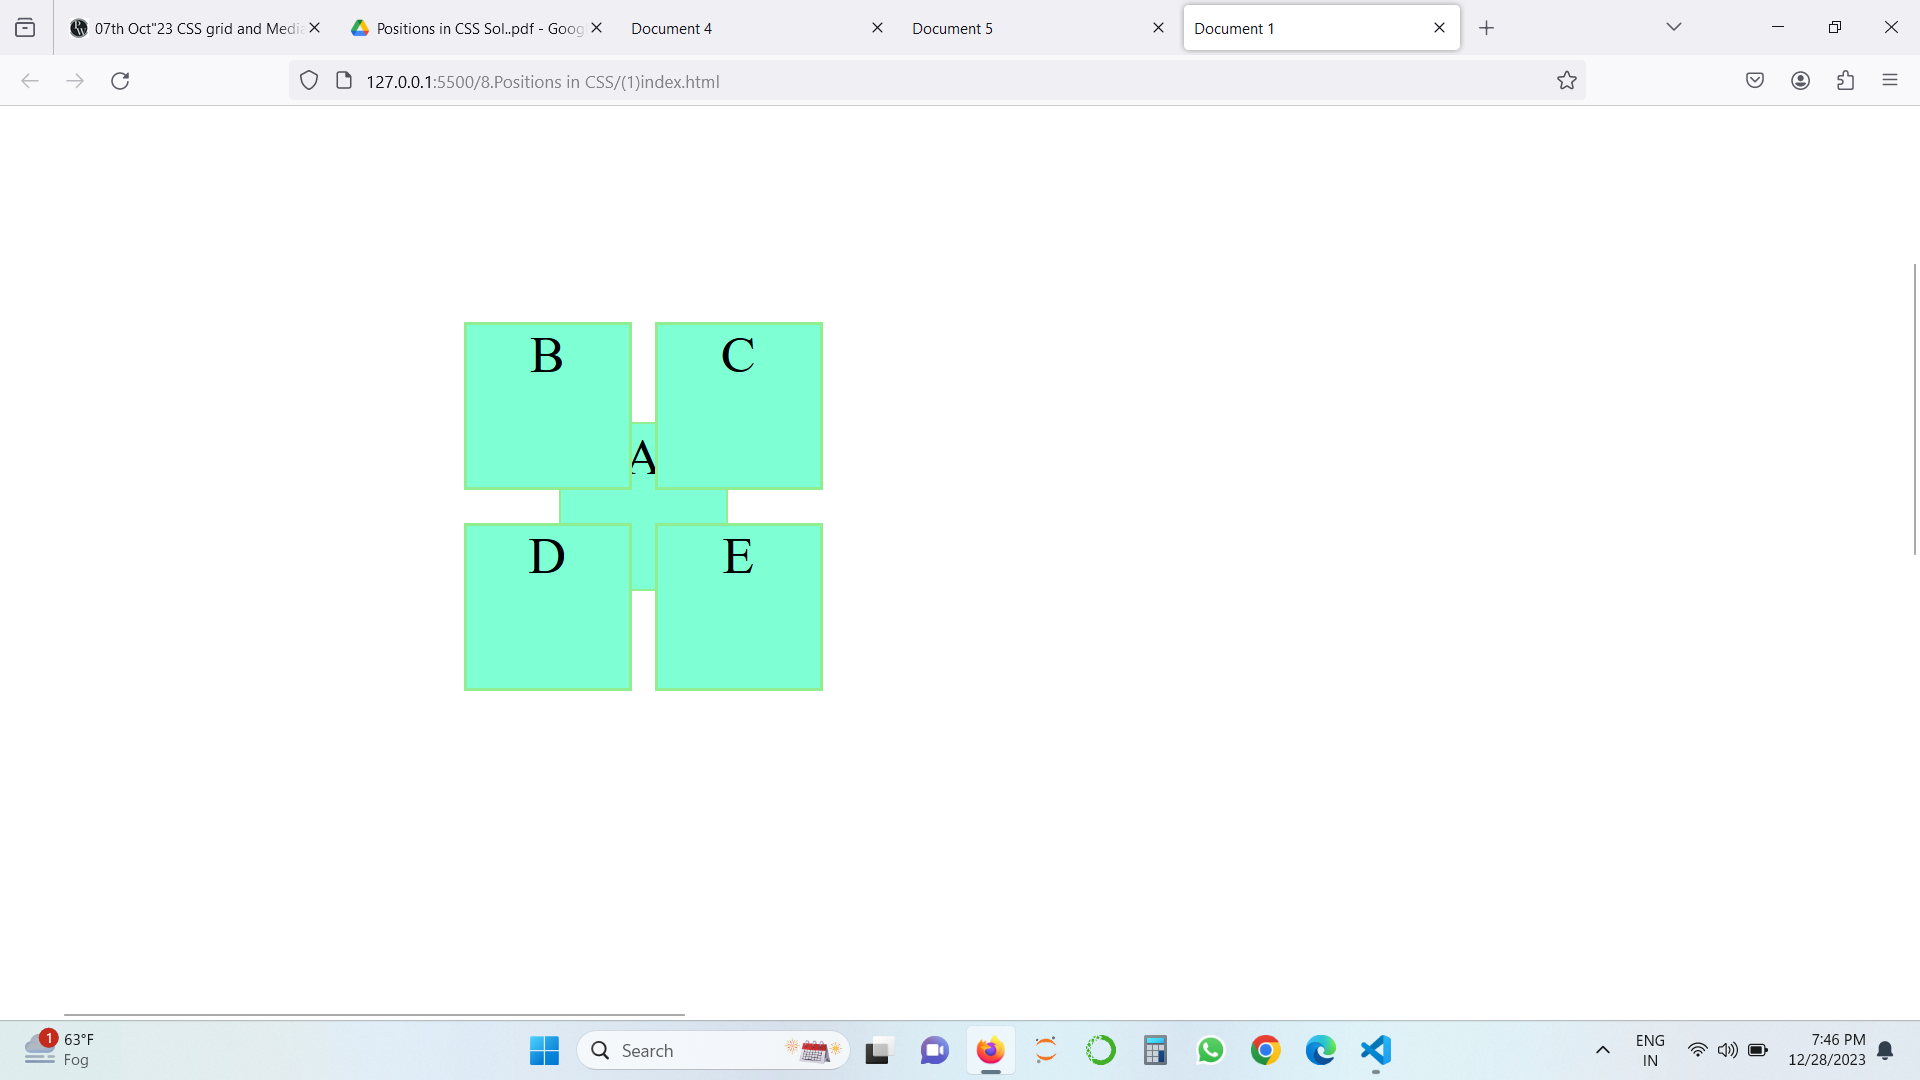 07th Oct"23 CSS grid and Media
Positions in CSS Sol..pdf - Goog
Document 4
Document 5
Document 1
127.0.0.1:5500/8.Positions in CSS/(1)index.html
B
C
A
D
E
1
63°F
Fog
Search
ENG
IN
7:46 PM
12/28/2023